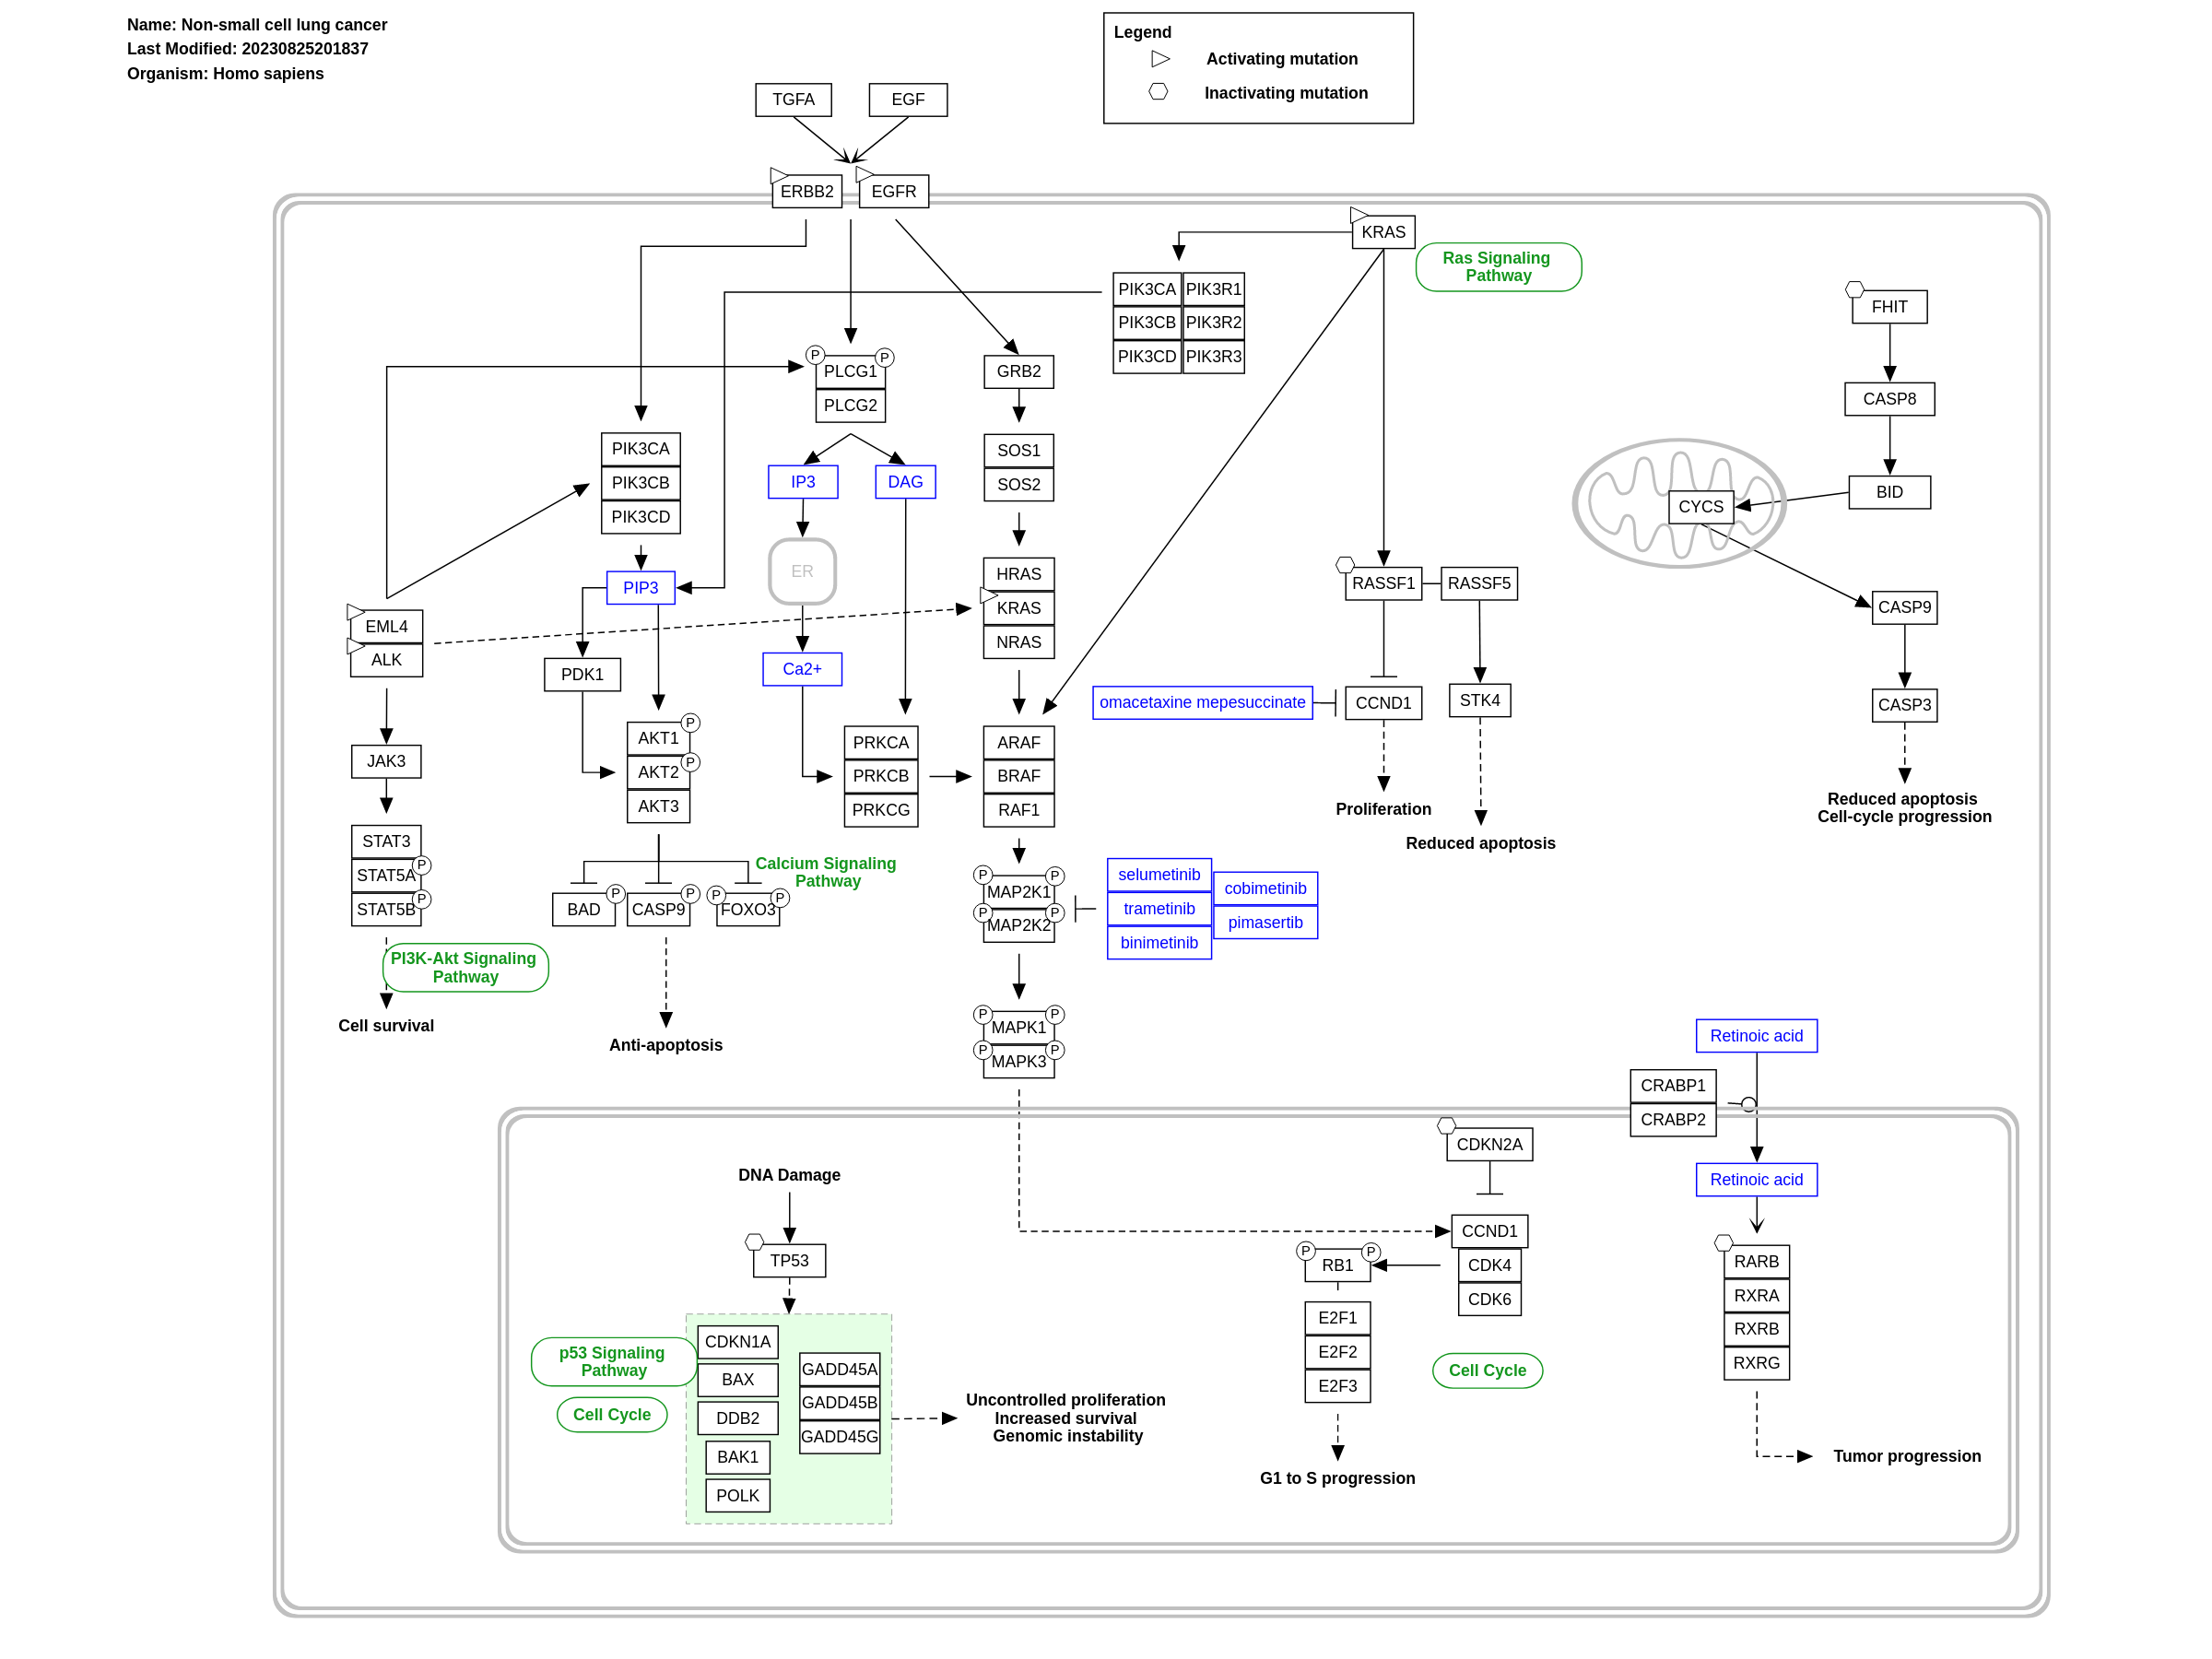 Name: Non-small cell lung cancer
Last Modified: 20230825201837
Organism: Homo sapiens
Legend
Activating mutation
Inactivating mutation
TGFA
EGF
ERBB2
EGFR
KRAS
Ras Signaling
Pathway
PIK3CA
PIK3R1
PIK3CB
PIK3R2
PIK3CD
PIK3R3
FHIT
CASP8
BID
CYCS
CASP9
CASP3
Reduced apoptosis
Cell-cycle progression
P
P
PLCG1
PLCG2
GRB2
SOS1
SOS2
PIK3CA
PIK3CB
PIK3CD
IP3
DAG
ER
PIP3
HRAS
KRAS
NRAS
RASSF1
RASSF5
EML4
ALK
PDK1
Ca2+
omacetaxine mepesuccinate
CCND1
STK4
Proliferation
Reduced apoptosis
JAK3
AKT1
P
AKT2
P
AKT3
PRKCA
PRKCB
PRKCG
ARAF
BRAF
RAF1
STAT3
STAT5A
P
STAT5B
P
Calcium Signaling
Pathway
BAD
P
CASP9
P
P
FOXO3
P
P
MAP2K1
P
P
MAP2K2
P
selumetinib
trametinib
binimetinib
cobimetinib
pimasertib
PI3K-Akt Signaling
Pathway
Cell survival
Anti-apoptosis
P
MAPK1
P
P
MAPK3
P
Retinoic acid
CRABP1
CRABP2
Retinoic acid
CDKN2A
DNA Damage
TP53
CCND1
CDK4
CDK6
P
RB1
P
E2F1
E2F2
E2F3
Cell Cycle
G1 to S progression
RARB
RXRA
RXRB
RXRG
Tumor progression
p53 Signaling
Pathway
Cell Cycle
CDKN1A
BAX
DDB2
BAK1
POLK
GADD45A
GADD45B
GADD45G
Uncontrolled proliferation
Increased survival
Genomic instability